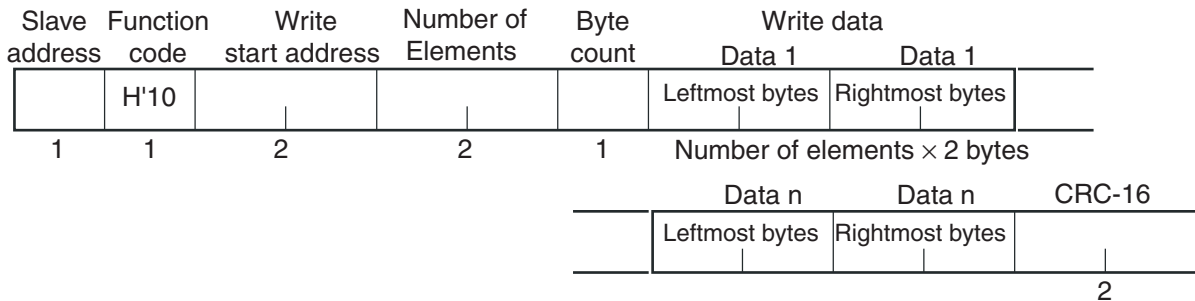 Slave Function Write Number of Byte Write data
address code start address Elements count Data 1 Data 1
H'10 Leftmost bytes Rightmost bytes
1 1 2 2 1 Number of elements × 2 bytes
Data n Data n CRC-16
Leftmost bytes Rightmost bytes
2